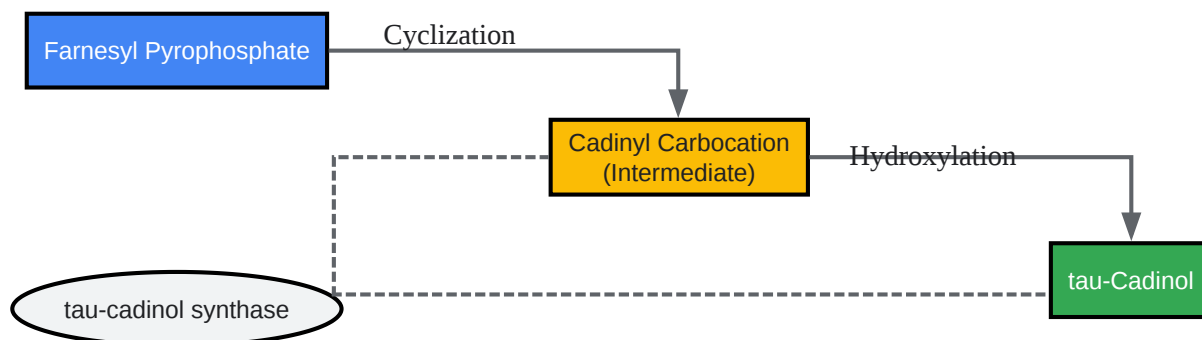 Farnesyl Pyrophosphate
Cyclization
Cadinyl Carbocation
(Intermediate)
Hydroxylation
tau-Cadinol
tau-cadinol synthase